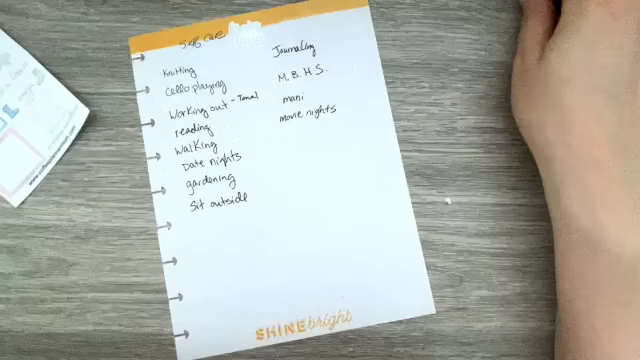 Self care
Knitting
Cello playing
Working out - Tonal
reading
Walking
Date nights
gardening
Sit outside
Journaling
M.B.H S.
mani
movie nights
SHINE bright